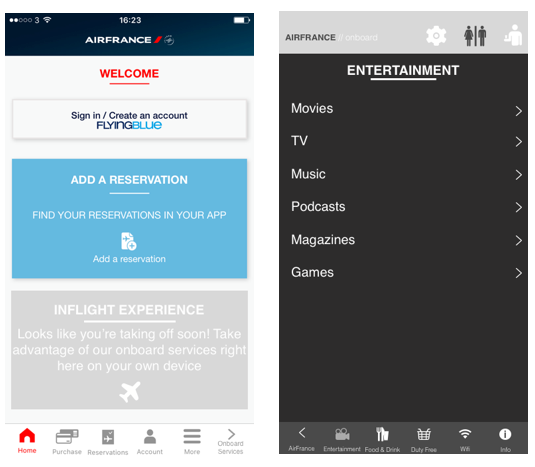 ●●○○○ 3
16:23
AIRFRANCE
WELCOME
Sign in / Create an account
FLYINGBLUE
ADD A RESERVATION
FIND YOUR RESERVATIONS IN YOUR APP
Add a reservation
INFLIGHT EXPERIENCE
Looks like you're taking off soon! Take
advantage of our onboard services right
here on your own device
Home
Purchase
Reservations
Account
More
Onboard
Services
AIRFRANCE // onboard
ENTERTAINMENT
Movies
TV
Music
Podcasts
Magazines
Games
AirFrance
Entertainment
Food & Drink
Duty Free
Wifi
Info